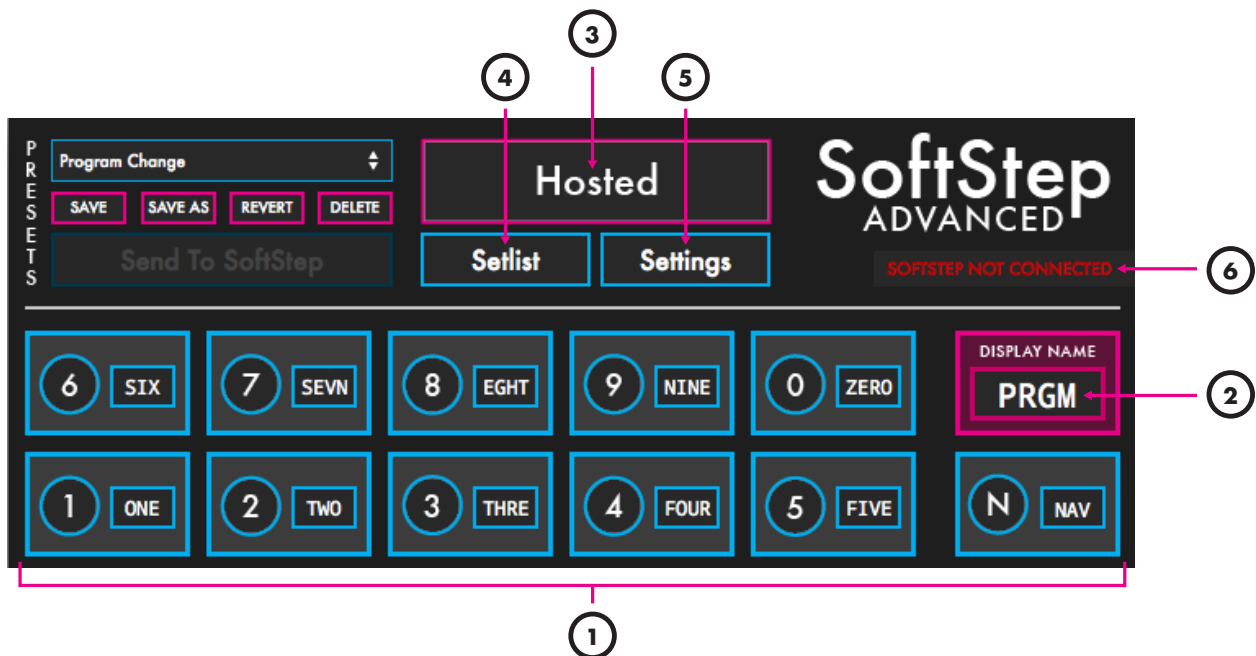 3
4 5
PRESETS
Program Change
SAVE SAVE AS REVERT DELETE
Send To SoftStep
Hosted
Setlist Settings
SoftStep
ADVANCED
SOFTSTEP NOT CONNECTED
6
6 SIX 7 SEVN 8 EGHT 9 NINE 0 ZERO
DISPLAY NAME
PRGM
2
1 ONE 2 TWO 3 THRE 4 FOUR 5 FIVE N NAV
1